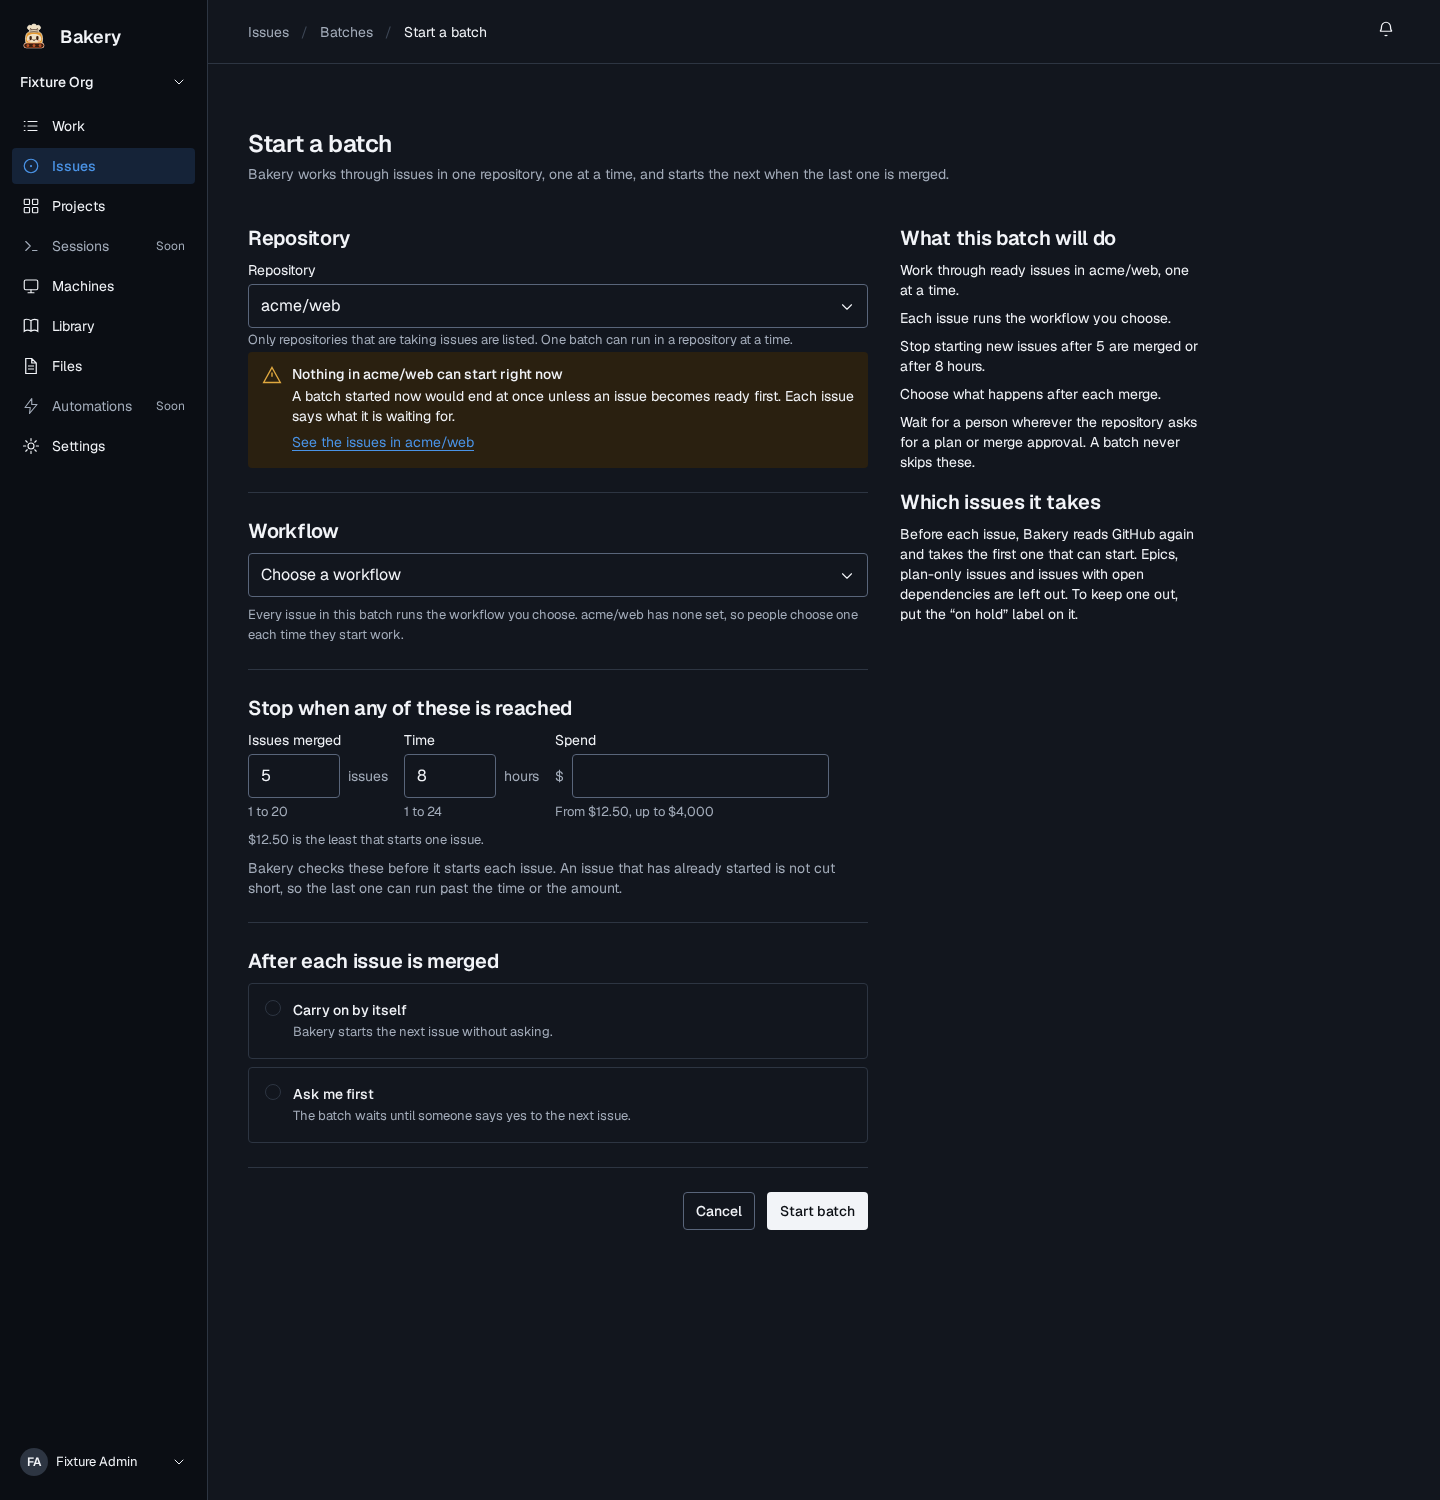 Bakery
Fixture Org
Work
Issues
Projects
Sessions Soon
Machines
Library
Files
Automations Soon
Settings
FA Fixture Admin
Issues / Batches / Start a batch
Start a batch
Bakery works through issues in one repository, one at a time, and starts the next when the last one is merged.
Repository
Repository
acme/web
Only repositories that are taking issues are listed. One batch can run in a repository at a time.
Nothing in acme/web can start right now
A batch started now would end at once unless an issue becomes ready first. Each issue
says what it is waiting for.
See the issues in acme/web
Workflow
Choose a workflow
Every issue in this batch runs the workflow you choose. acme/web has none set, so people choose one
each time they start work.
Stop when any of these is reached
Issues merged Time Spend
5 issues 8 hours $
1 to 20 1 to 24 From $12.50, up to $4,000
$12.50 is the least that starts one issue.
Bakery checks these before it starts each issue. An issue that has already started is not cut
short, so the last one can run past the time or the amount.
After each issue is merged
Carry on by itself
Bakery starts the next issue without asking.
Ask me first
The batch waits until someone says yes to the next issue.
Cancel Start batch
What this batch will do
Work through ready issues in acme/web, one
at a time.
Each issue runs the workflow you choose.
Stop starting new issues after 5 are merged or
after 8 hours.
Choose what happens after each merge.
Wait for a person wherever the repository asks
for a plan or merge approval. A batch never
skips these.
Which issues it takes
Before each issue, Bakery reads GitHub again
and takes the first one that can start. Epics,
plan-only issues and issues with open
dependencies are left out. To keep one out,
put the “on hold” label on it.